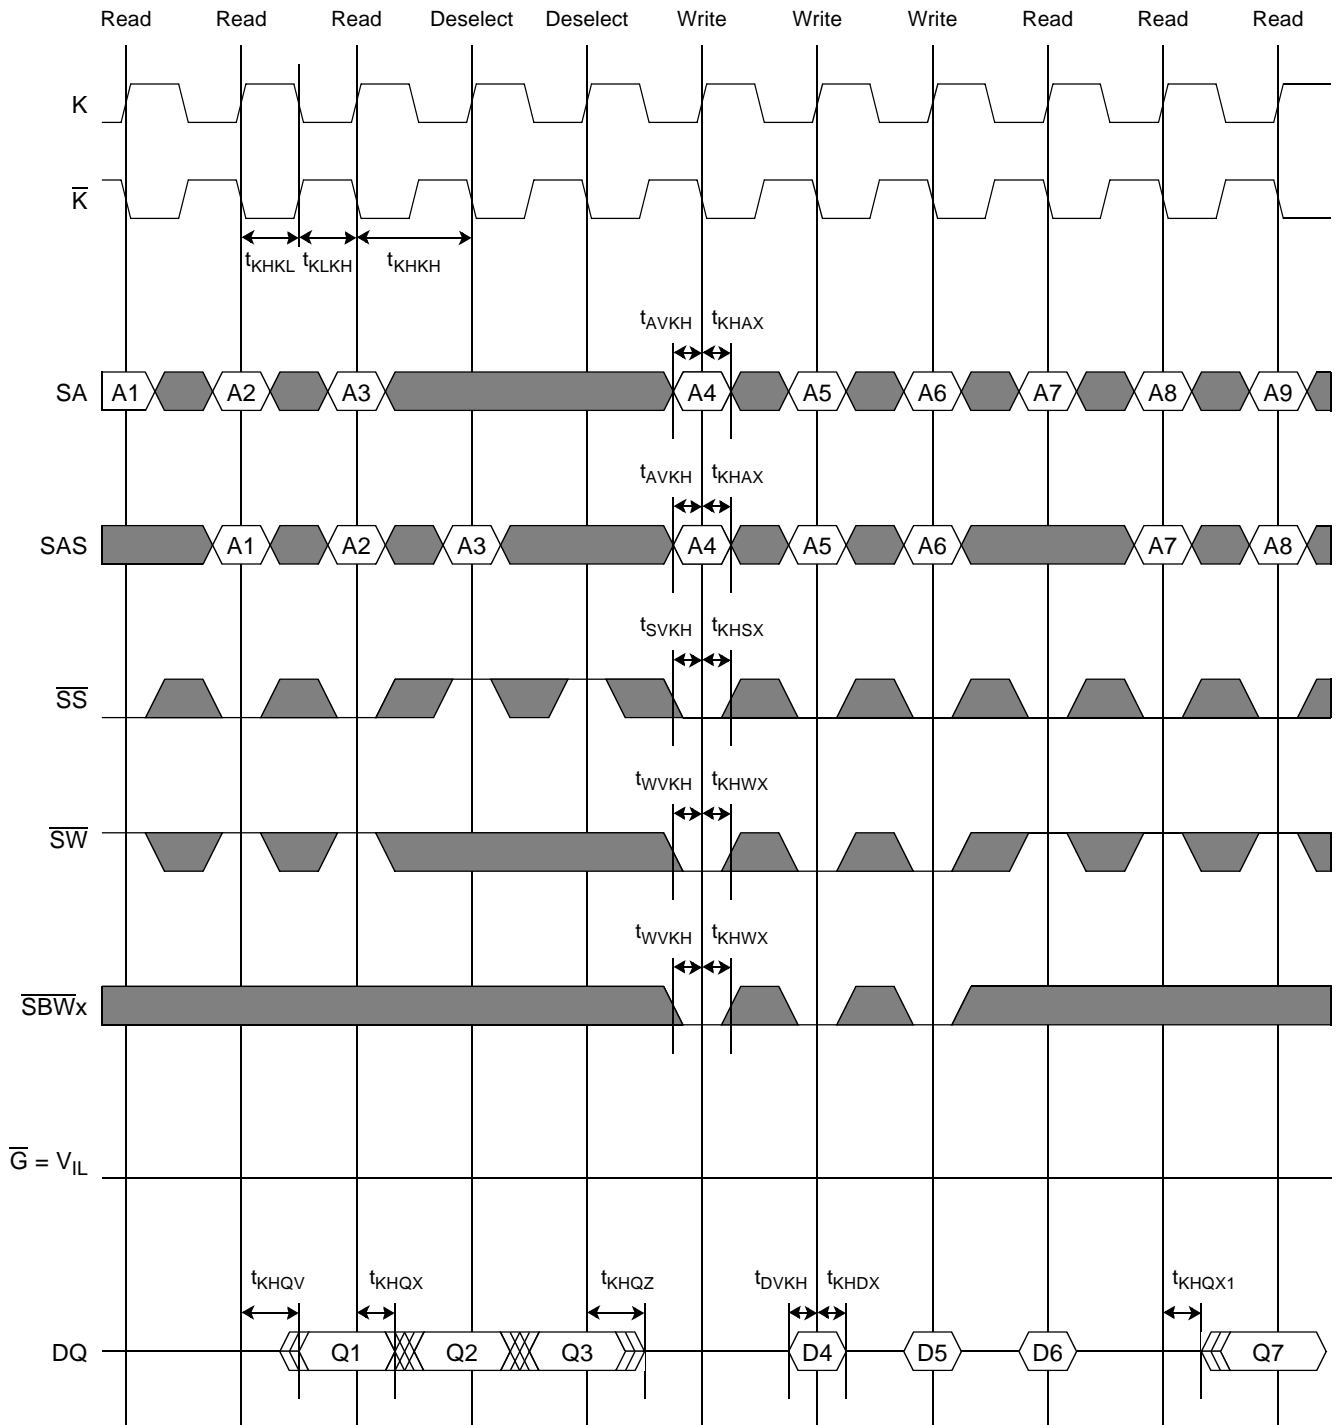 Read Read Read Deselect Deselect Write Write Write Read Read Read
K
K̅
tKHKL tKLKH tKHKH
tAVKH tKHAX
SA A1 A2 A3 A4 A5 A6 A7 A8 A9
tAVKH tKHAX
SAS A1 A2 A3 A4 A5 A6 A7 A8
tSVKH tKHSX
S̅S̅
tWVKH tKHWX
S̅W̅
tWVKH tKHWX
S̅B̅W̅x
G̅ = VIL
tKHQV tKHQX tKHQZ tDVKH tKHDX tKHQX1
DQ Q1 Q2 Q3 D4 D5 D6 Q7